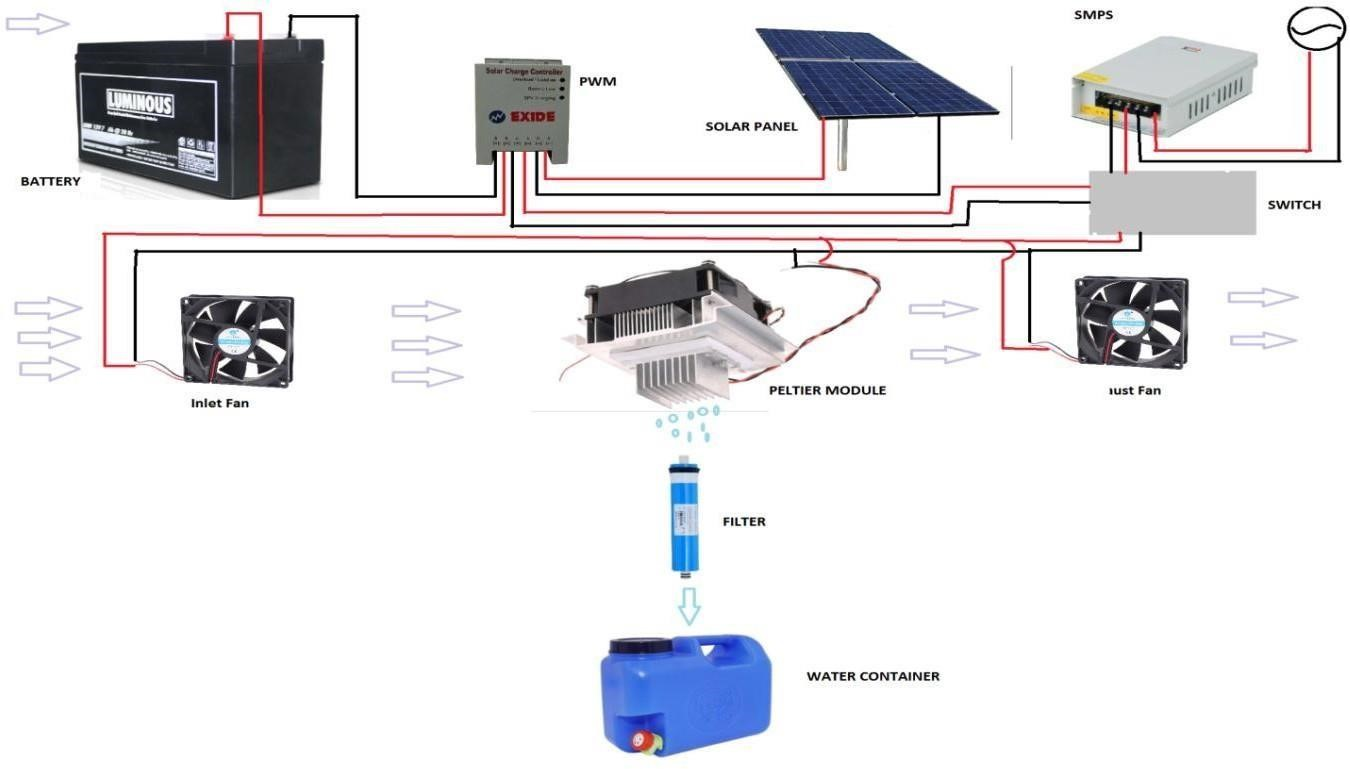 SMPS
LUMINOUS
BATTERY
Solar Charge Controller
EXIDE
PWM
SOLAR PANEL
SWITCH
Inlet Fan
PELTIER MODULE
ust Fan
FILTER
WATER CONTAINER